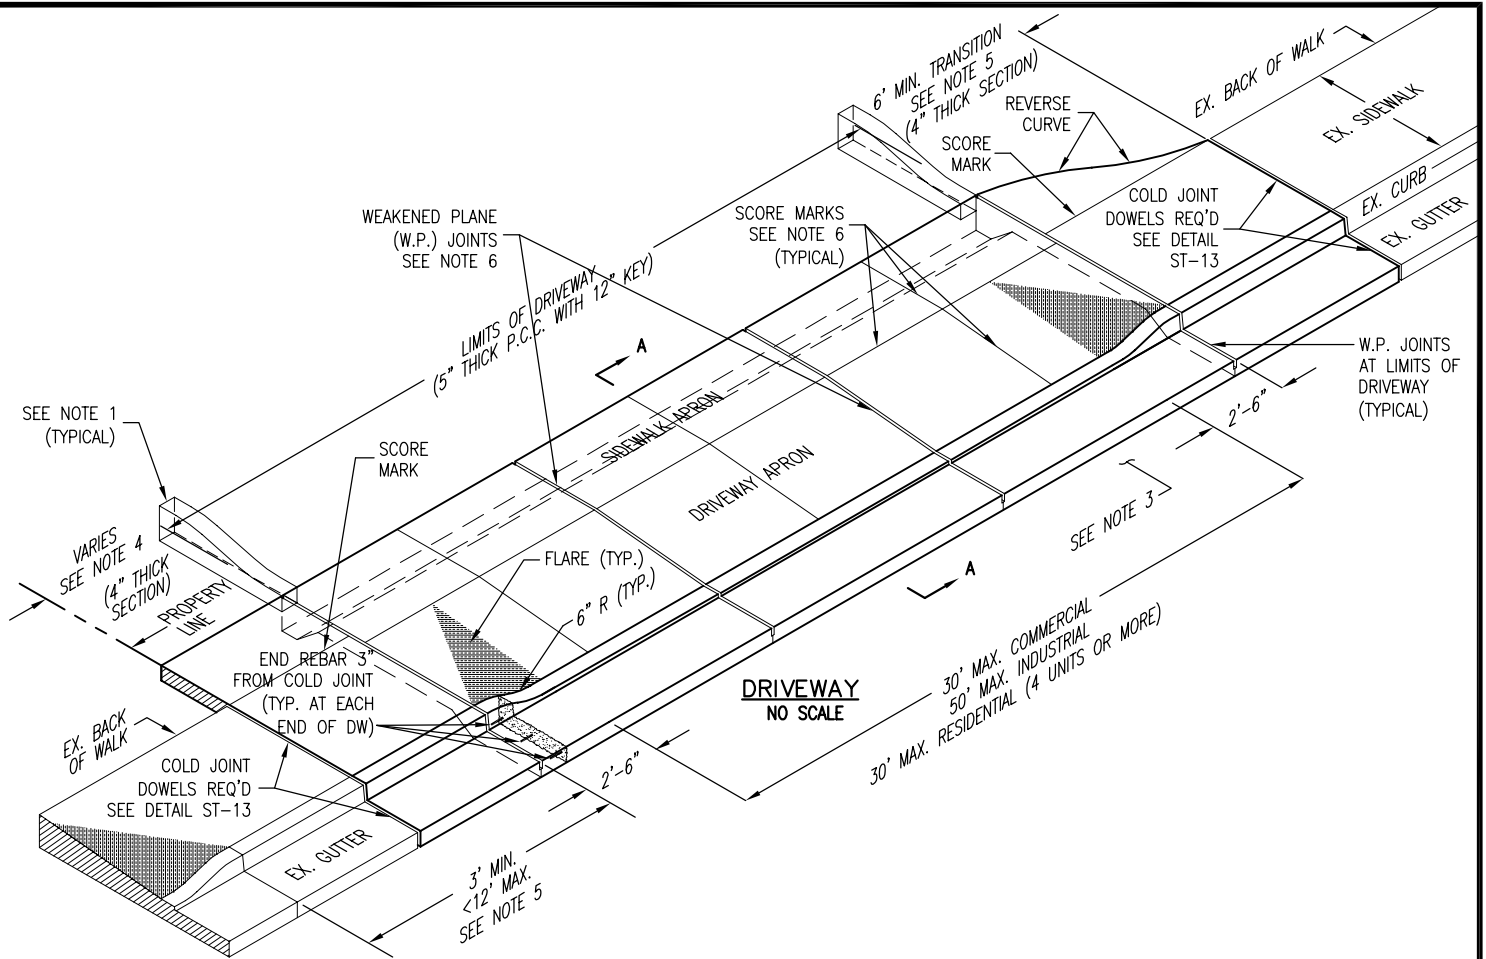 6' MIN. TRANSITION
SEE NOTE 5
(4" THICK SECTION)
REVERSE
CURVE
SCORE
MARK
EX. BACK OF WALK
EX. SIDEWALK
EX. CURB
EX. GUTTER
COLD JOINT
DOWELS REQ'D
SEE DETAIL
ST-13
WEAKENED PLANE
(W.P.) JOINTS
SEE NOTE 6
SCORE MARKS
SEE NOTE 6
(TYPICAL)
LIMITS OF DRIVEWAY
(5" THICK P.C.C. WITH 12" KEY)
A
W.P. JOINTS
AT LIMITS OF
DRIVEWAY
(TYPICAL)
SEE NOTE 1
(TYPICAL)
SCORE
MARK
SIDEWALK APRON
DRIVEWAY APRON
2'-6"
SEE NOTE 3
VARIES
SEE NOTE 4
(4" THICK
SECTION)
PROPERTY
LINE
FLARE (TYP.)
6" R (TYP.)
A
END REBAR 3"
FROM COLD JOINT
(TYP. AT EACH
END OF DW)
DRIVEWAY
NO SCALE
30' MAX. COMMERCIAL
50' MAX. INDUSTRIAL
30' MAX. RESIDENTIAL (4 UNITS OR MORE)
EX. BACK
OF WALK
COLD JOINT
DOWELS REQ'D
SEE DETAIL ST-13
2'-6"
EX. GUTTER
3' MIN.
<12' MAX.
SEE NOTE 5